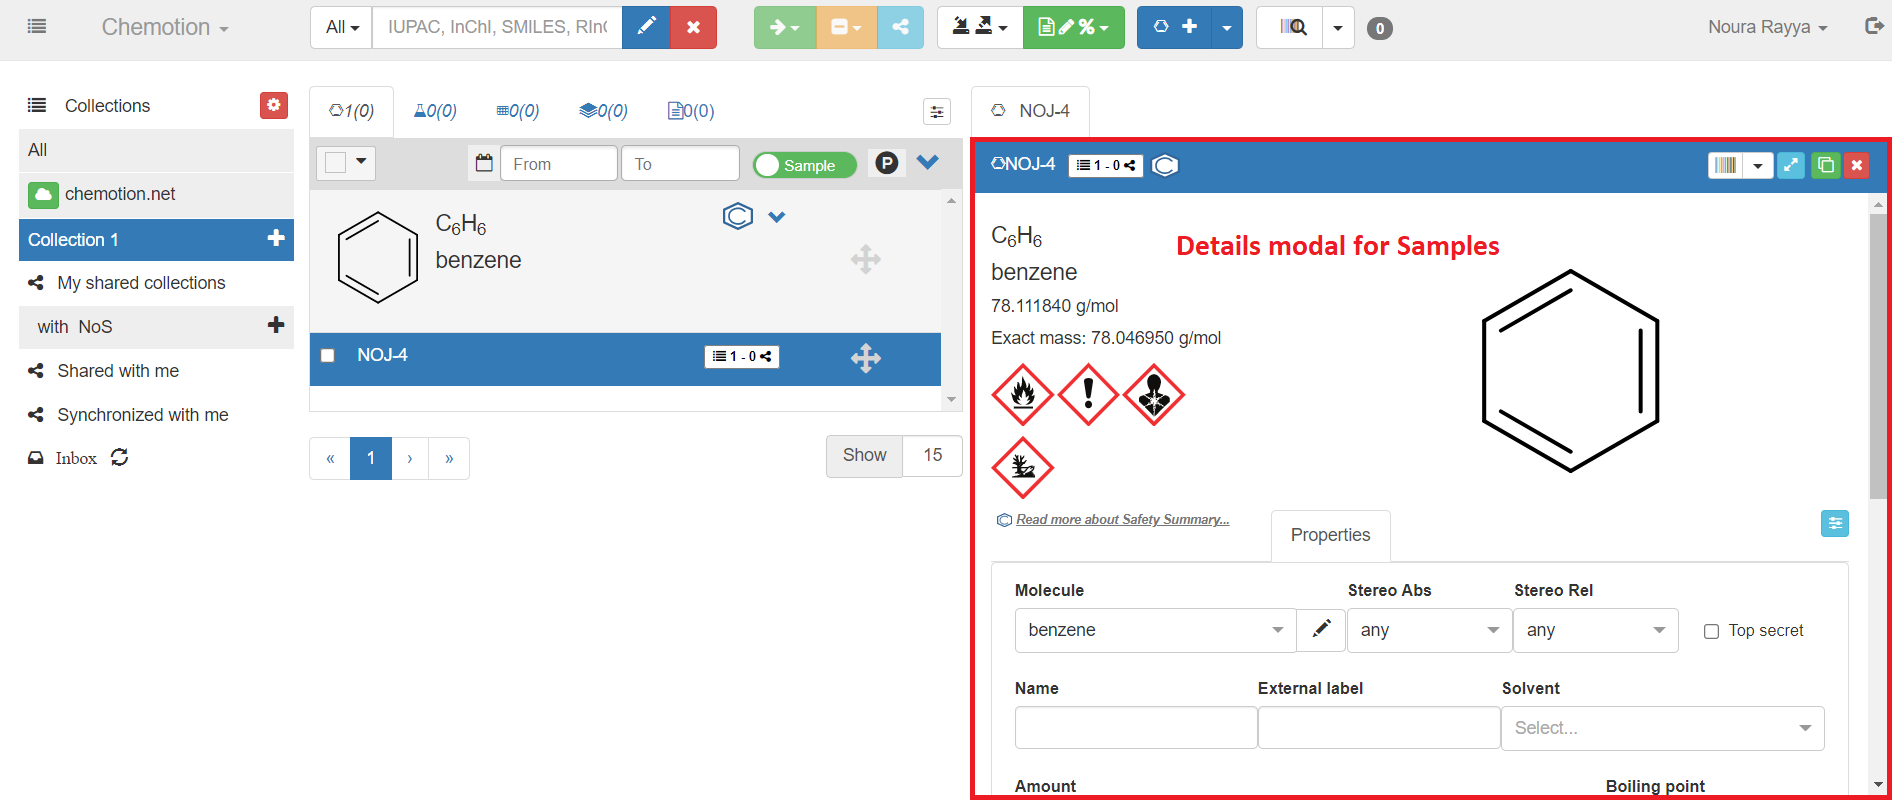 Chemotion
All
IUPAC, InChI, SMILES, RInC
0
Noura Rayya
Collections
All
chemotion.net
Collection 1
My shared collections
with NoS
Shared with me
Synchronized with me
Inbox
1(0)
0(0)
0(0)
0(0)
0(0)
From
To
Sample
P
C6H6
benzene
NOJ-4
1 - 0
«
1
›
»
Show
15
NOJ-4
NOJ-4
1 - 0
C6H6
Details modal for Samples
benzene
78.111840 g/mol
Exact mass: 78.046950 g/mol
Read more about Safety Summary...
Properties
Molecule
Stereo Abs
Stereo Rel
benzene
any
any
Top secret
Name
External label
Solvent
Select...
Amount
Boiling point